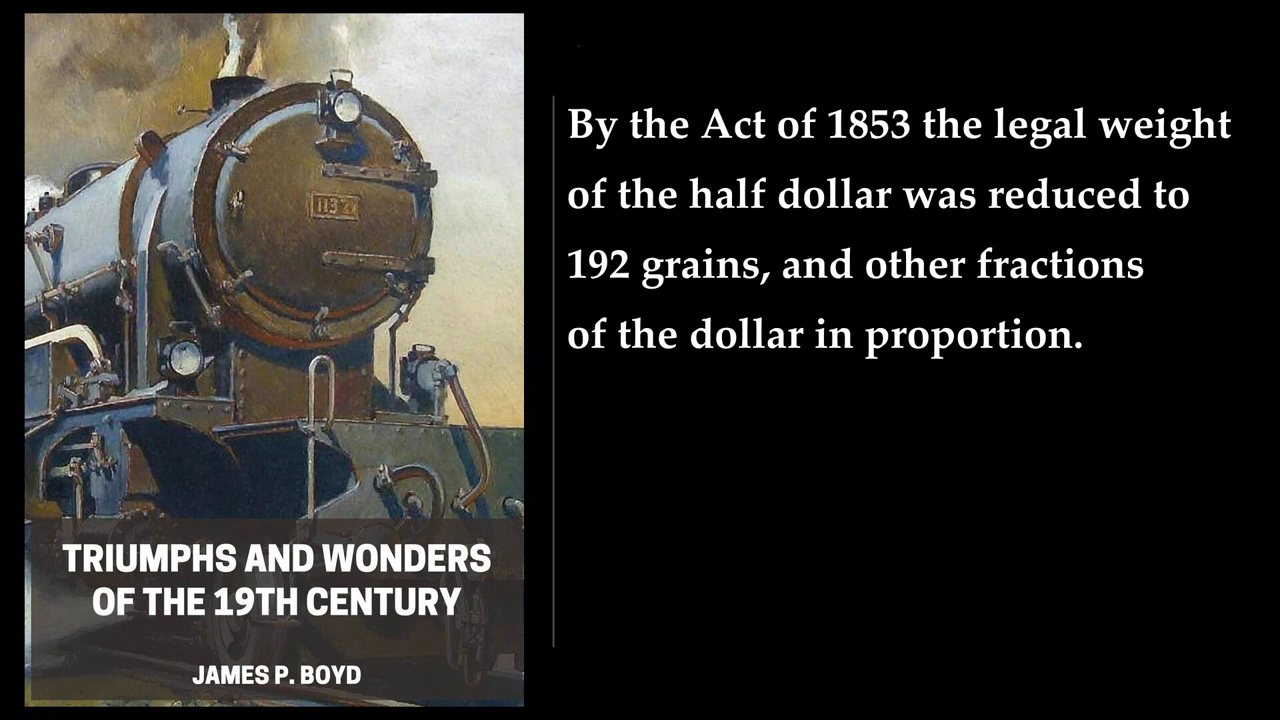 By the Act of 1853 the legal weight
of the half dollar was reduced to
192 grains, and other fractions
of the dollar in proportion.
TRIUMPHS AND WONDERS
OF THE 19TH CENTURY
JAMES P. BOYD